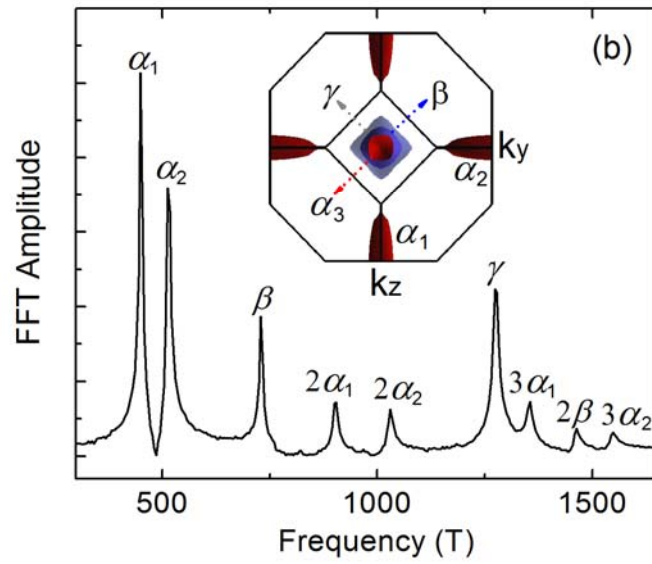 (b)
α₁
α₂
β
2α₁
2α₂
γ
3α₁
2β
3α₂
γ
β
α₃
α₂
α₁
ky
kz
FFT Amplitude
500
1000
1500
Frequency (T)